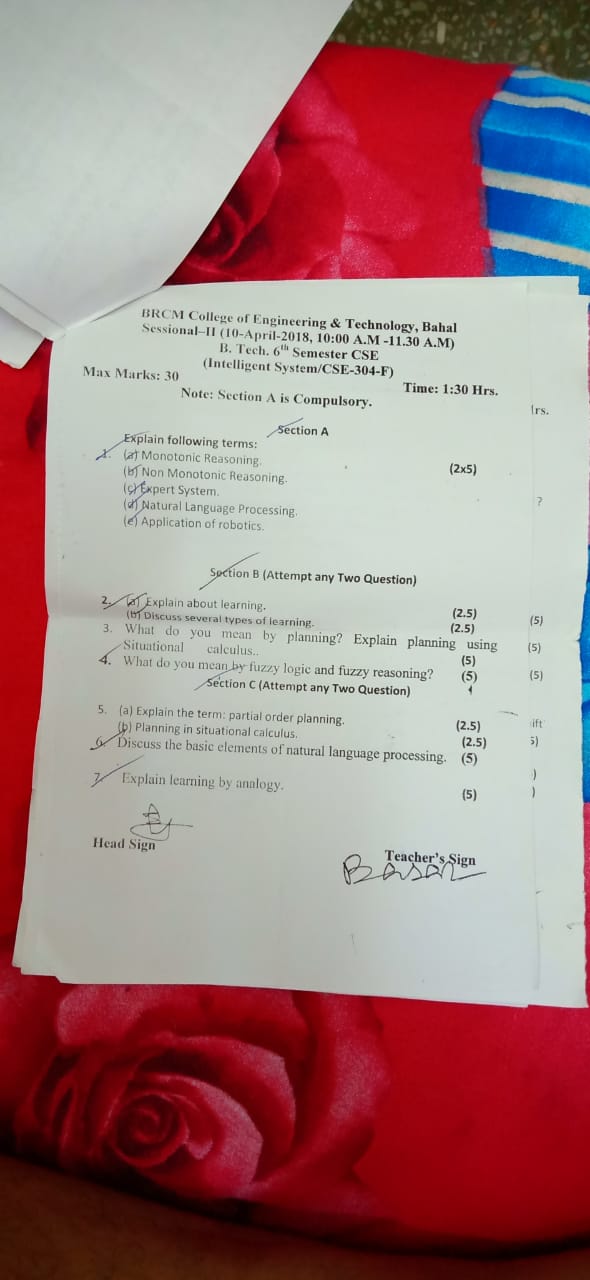 BRCM College of Engineering & Technology, Bahal
Sessional–II (10-April-2018, 10:00 A.M -11.30 A.M)
B. Tech. 6th Semester CSE
(Intelligent System/CSE-304-F)
Max Marks: 30 Time: 1:30 Hrs.
Note: Section A is Compulsory.
Section A
Explain following terms:
1. (a) Monotonic Reasoning. (2x5)
(b) Non Monotonic Reasoning.
(c) Expert System.
(d) Natural Language Processing.
(e) Application of robotics.
Section B (Attempt any Two Question)
2. (a) Explain about learning. (2.5)
(b) Discuss several types of learning. (2.5)
3. What do you mean by planning? Explain planning using
Situational calculus.. (5)
4. What do you mean by fuzzy logic and fuzzy reasoning? (5)
Section C (Attempt any Two Question)
5. (a) Explain the term: partial order planning. (2.5)
(b) Planning in situational calculus. (2.5)
6. Discuss the basic elements of natural language processing. (5)
7. Explain learning by analogy. (5)
Head Sign
Teacher's Sign
rs.
?
(5)
(5)
(5)
ift
5)
)
)